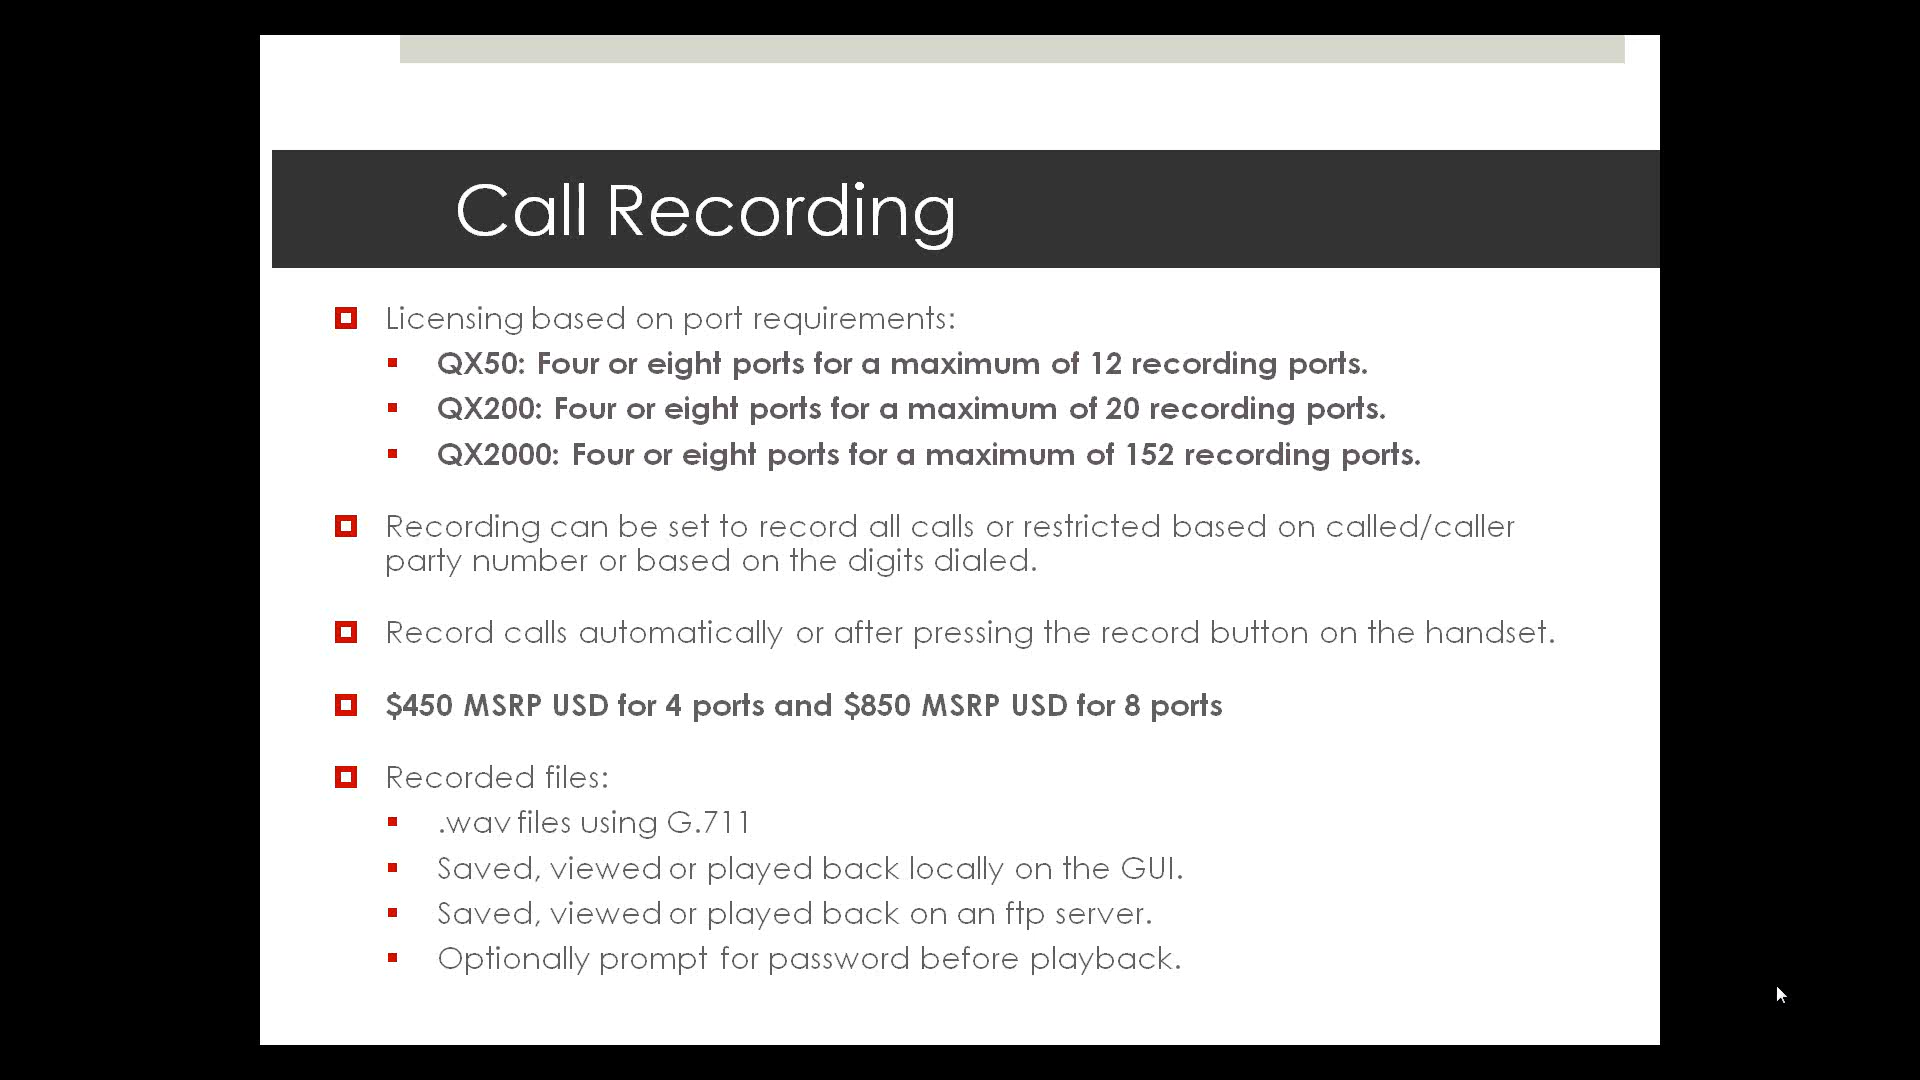 Call Recording
Licensing based on port requirements:
QX50: Four or eight ports for a maximum of 12 recording ports.
QX200: Four or eight ports for a maximum of 20 recording ports.
QX2000: Four or eight ports for a maximum of 152 recording ports.
Recording can be set to record all calls or restricted based on called/caller
party number or based on the digits dialed.
Record calls automatically or after pressing the record button on the handset.
$450 MSRP USD for 4 ports and $850 MSRP USD for 8 ports
Recorded files:
.wav files using G.711
Saved, viewed or played back locally on the GUI.
Saved, viewed or played back on an ftp server.
Optionally prompt for password before playback.